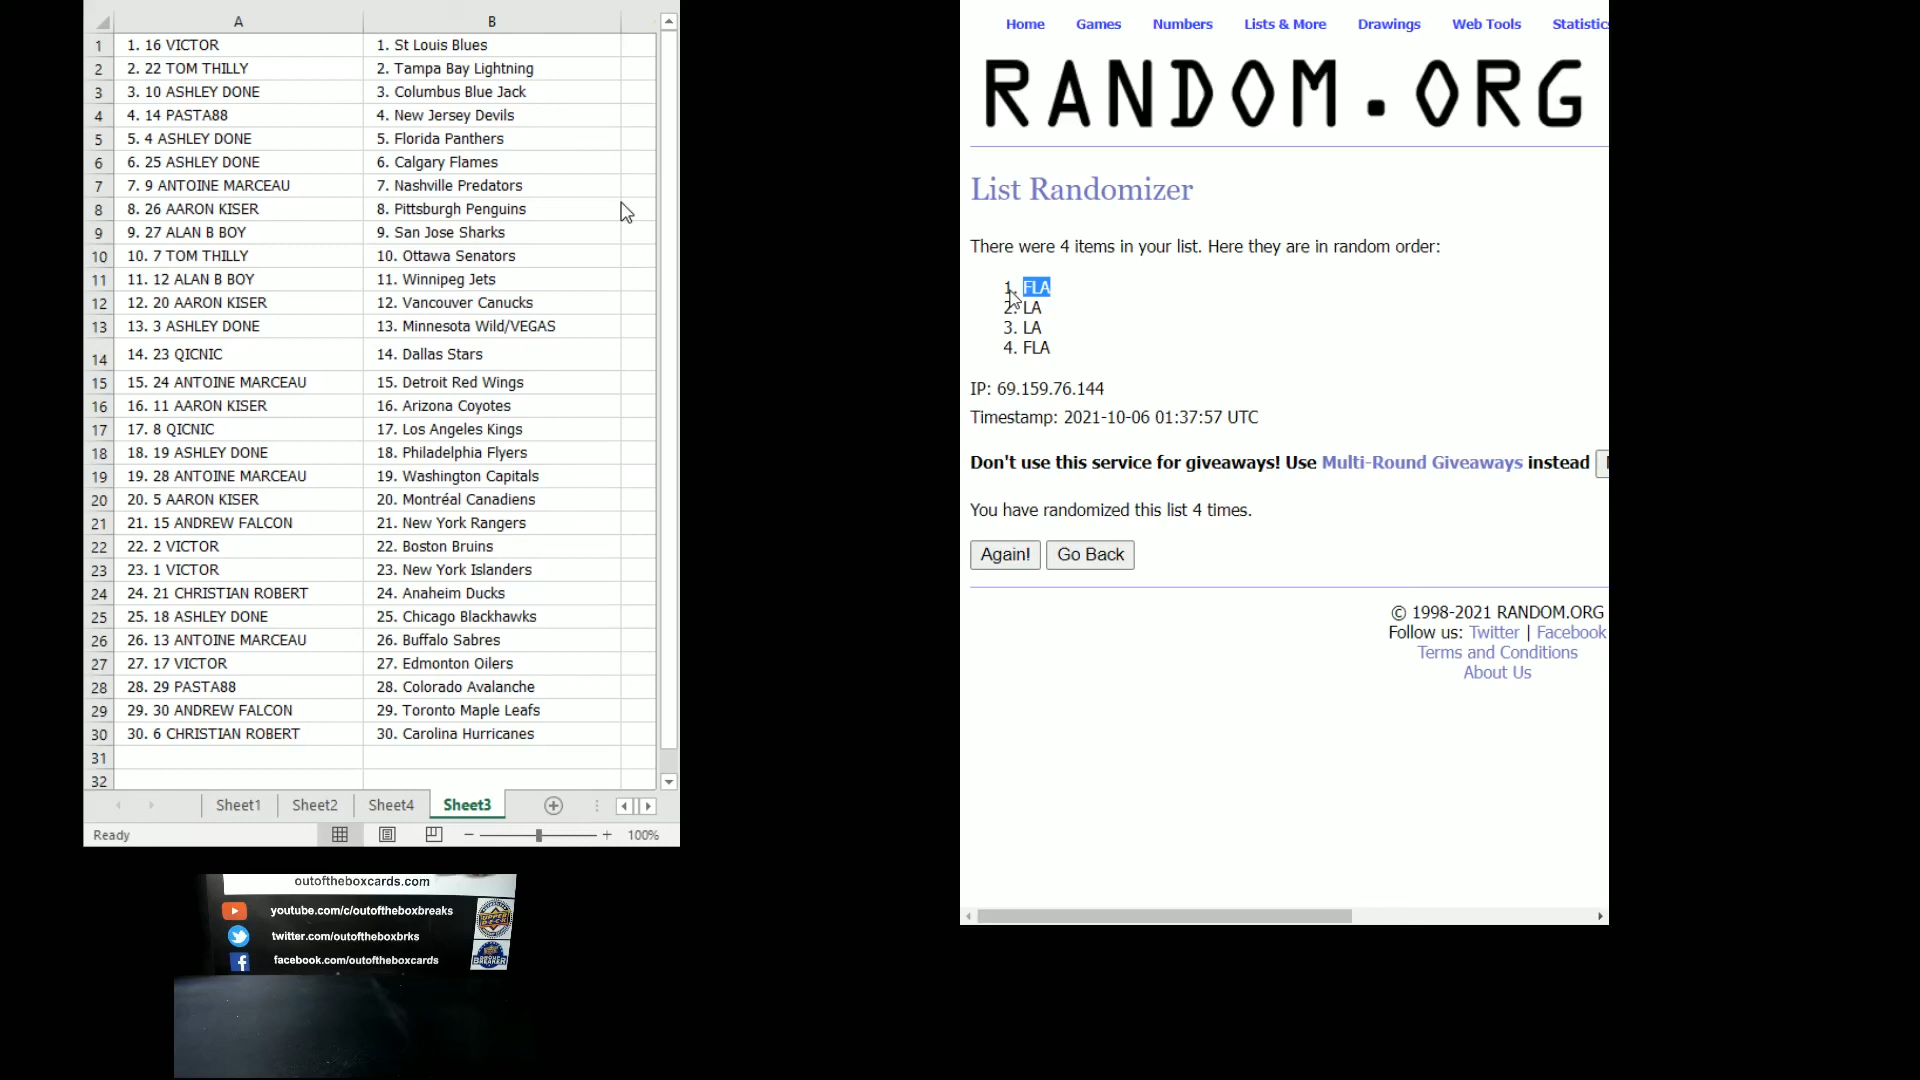 A B
1 1. 16 VICTOR 1. St Louis Blues
2 2. 22 TOM THILLY 2. Tampa Bay Lightning
3 3. 10 ASHLEY DONE 3. Columbus Blue Jack
4 4. 14 PASTA88 4. New Jersey Devils
5 5. 4 ASHLEY DONE 5. Florida Panthers
6 6. 25 ASHLEY DONE 6. Calgary Flames
7 7. 9 ANTOINE MARCEAU 7. Nashville Predators
8 8. 26 AARON KISER 8. Pittsburgh Penguins
9 9. 27 ALAN B BOY 9. San Jose Sharks
10 10. 7 TOM THILLY 10. Ottawa Senators
11 11. 12 ALAN B BOY 11. Winnipeg Jets
12 12. 20 AARON KISER 12. Vancouver Canucks
13 13. 3 ASHLEY DONE 13. Minnesota Wild/VEGAS
14 14. 23 QICNIC 14. Dallas Stars
15 15. 24 ANTOINE MARCEAU 15. Detroit Red Wings
16 16. 11 AARON KISER 16. Arizona Coyotes
17 17. 8 QICNIC 17. Los Angeles Kings
18 18. 19 ASHLEY DONE 18. Philadelphia Flyers
19 19. 28 ANTOINE MARCEAU 19. Washington Capitals
20 20. 5 AARON KISER 20. Montréal Canadiens
21 21. 15 ANDREW FALCON 21. New York Rangers
22 22. 2 VICTOR 22. Boston Bruins
23 23. 1 VICTOR 23. New York Islanders
24 24. 21 CHRISTIAN ROBERT 24. Anaheim Ducks
25 25. 18 ASHLEY DONE 25. Chicago Blackhawks
26 26. 13 ANTOINE MARCEAU 26. Buffalo Sabres
27 27. 17 VICTOR 27. Edmonton Oilers
28 28. 29 PASTA88 28. Colorado Avalanche
29 29. 30 ANDREW FALCON 29. Toronto Maple Leafs
30 30. 6 CHRISTIAN ROBERT 30. Carolina Hurricanes
31
32
Sheet1 Sheet2 Sheet4 Sheet3
Ready 100%
outoftheboxcards.com
youtube.com/c/outoftheboxbreaks
twitter.com/outoftheboxbrks
facebook.com/outoftheboxcards
Home Games Numbers Lists & More Drawings Web Tools Statistics
RANDOM.ORG
List Randomizer
There were 4 items in your list. Here they are in random order:
1. FLA
2. LA
3. LA
4. FLA
IP: 69.159.76.144
Timestamp: 2021-10-06 01:37:57 UTC
Don't use this service for giveaways! Use Multi-Round Giveaways instead
You have randomized this list 4 times.
Again! Go Back
© 1998-2021 RANDOM.ORG
Follow us: Twitter | Facebook
Terms and Conditions
About Us